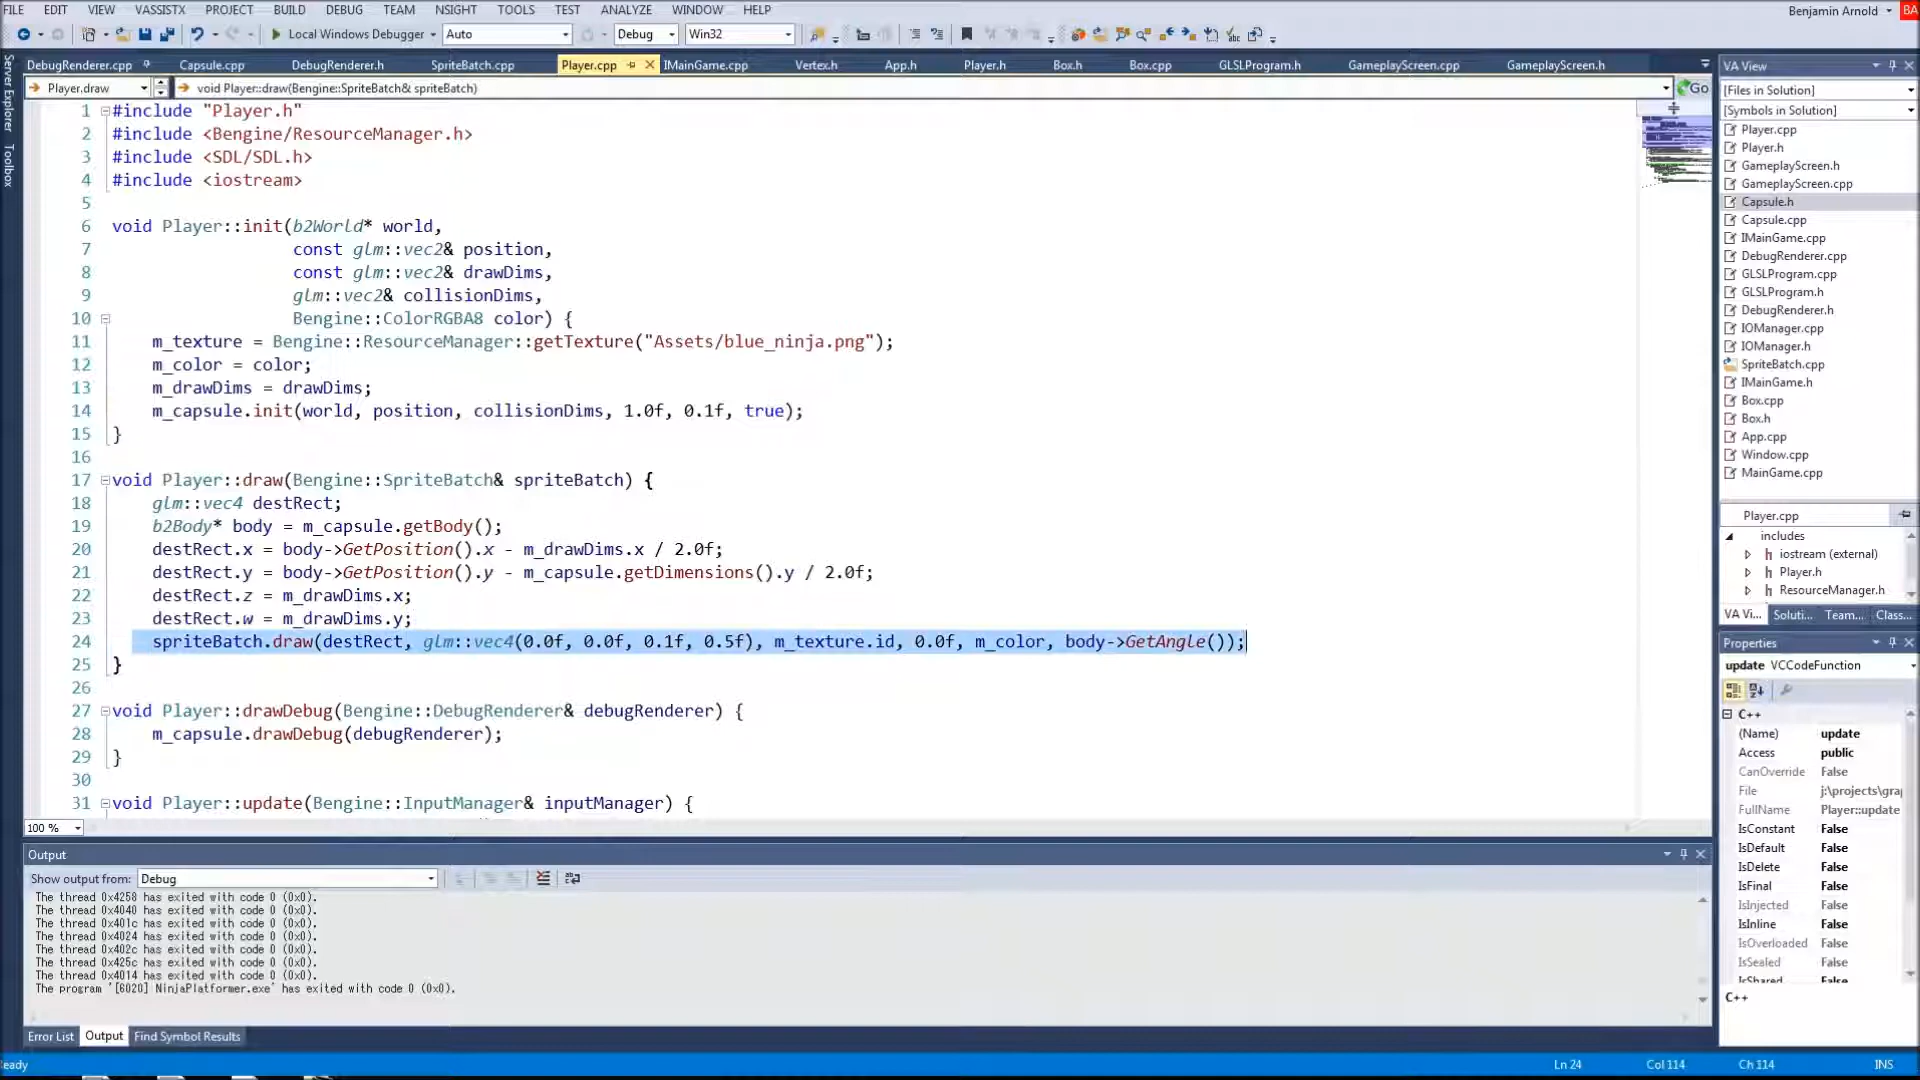 FILE EDIT VIEW VASSISTX PROJECT BUILD DEBUG TEAM NSIGHT TOOLS TEST ANALYZE WINDOW HELP
Benjamin Arnold BA
Local Windows Debugger Auto Debug Win32
DebugRenderer.cpp Capsule.cpp DebugRenderer.h SpriteBatch.cpp Player.cpp IMainGame.cpp Vertex.h App.h Player.h Box.h Box.cpp GLSLProgram.h GameplayScreen.cpp GameplayScreen.h
Player.draw void Player::draw(Bengine::SpriteBatch& spriteBatch) Go
Server Explorer
Toolbox
1 #include "Player.h"
2 #include <Bengine/ResourceManager.h>
3 #include <SDL/SDL.h>
4 #include <iostream>
5
6 void Player::init(b2World* world,
7 const glm::vec2& position,
8 const glm::vec2& drawDims,
9 glm::vec2& collisionDims,
10 Bengine::ColorRGBA8 color) {
11 m_texture = Bengine::ResourceManager::getTexture("Assets/blue_ninja.png");
12 m_color = color;
13 m_drawDims = drawDims;
14 m_capsule.init(world, position, collisionDims, 1.0f, 0.1f, true);
15 }
16
17 void Player::draw(Bengine::SpriteBatch& spriteBatch) {
18 glm::vec4 destRect;
19 b2Body* body = m_capsule.getBody();
20 destRect.x = body->GetPosition().x - m_drawDims.x / 2.0f;
21 destRect.y = body->GetPosition().y - m_capsule.getDimensions().y / 2.0f;
22 destRect.z = m_drawDims.x;
23 destRect.w = m_drawDims.y;
24 spriteBatch.draw(destRect, glm::vec4(0.0f, 0.0f, 0.1f, 0.5f), m_texture.id, 0.0f, m_color, body->GetAngle());
25 }
26
27 void Player::drawDebug(Bengine::DebugRenderer& debugRenderer) {
28 m_capsule.drawDebug(debugRenderer);
29 }
30
31 void Player::update(Bengine::InputManager& inputManager) {
100 %
Output
Show output from: Debug
The thread 0x4258 has exited with code 0 (0x0).
The thread 0x4040 has exited with code 0 (0x0).
The thread 0x401c has exited with code 0 (0x0).
The thread 0x4024 has exited with code 0 (0x0).
The thread 0x402c has exited with code 0 (0x0).
The thread 0x425c has exited with code 0 (0x0).
The thread 0x4014 has exited with code 0 (0x0).
The program '[6020] NinjaPlatformer.exe' has exited with code 0 (0x0).
Error List Output Find Symbol Results
VA View
[Files in Solution]
[Symbols in Solution]
Player.cpp
Player.h
GameplayScreen.h
GameplayScreen.cpp
Capsule.h
Capsule.cpp
IMainGame.cpp
DebugRenderer.cpp
GLSLProgram.cpp
GLSLProgram.h
DebugRenderer.h
IOManager.cpp
IOManager.h
SpriteBatch.cpp
IMainGame.h
Box.cpp
Box.h
App.cpp
Window.cpp
MainGame.cpp
Player.cpp
includes
h iostream (external)
h Player.h
h ResourceManager.h
VA Vi... Soluti... Team... Class...
Properties
update VCCodeFunction
C++
(Name) update
Access public
CanOverride False
File j:\projects\gra
FullName Player::update
IsConstant False
IsDefault False
IsDelete False
IsFinal False
IsInjected False
IsInline False
IsOverloaded False
IsSealed False
IsShared False
C++
eady Ln 24 Col 114 Ch 114 INS